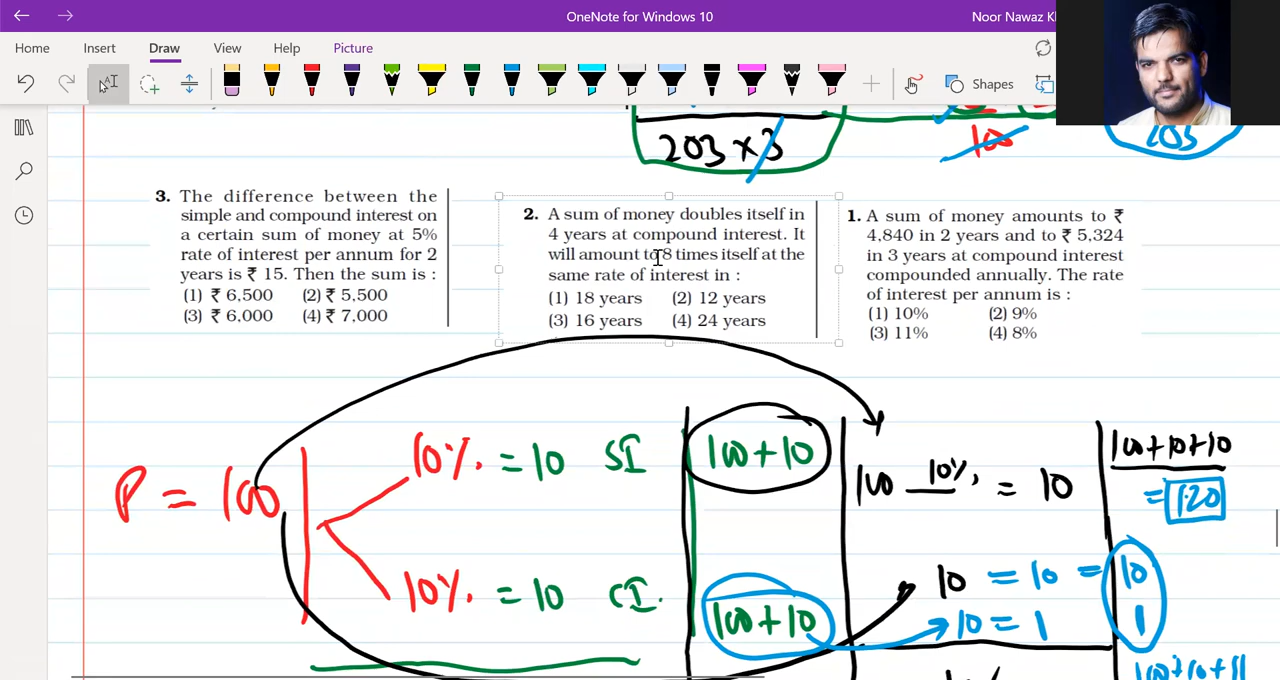 OneNote for Windows 10
Noor Nawaz Kh
Home Insert Draw View Help Picture
Shapes
203 × 3
100
203
3. The difference between the
simple and compound interest on
a certain sum of money at 5%
rate of interest per annum for 2
years is ₹ 15. Then the sum is :
(1) ₹ 6,500 (2) ₹ 5,500
(3) ₹ 6,000 (4) ₹ 7,000
2. A sum of money doubles itself in
4 years at compound interest. It
will amount to 8 times itself at the
same rate of interest in :
(1) 18 years (2) 12 years
(3) 16 years (4) 24 years
1. A sum of money amounts to ₹
4,840 in 2 years and to ₹ 5,324
in 3 years at compound interest
compounded annually. The rate
of interest per annum is :
(1) 10% (2) 9%
(3) 11% (4) 8%
P = 100
10% = 10 SI
100 + 10
100 10% = 10
100+10+10
= 120
10% = 10 CI.
100 + 10
10 = 10 = 10
10 = 1 1
100+10+11